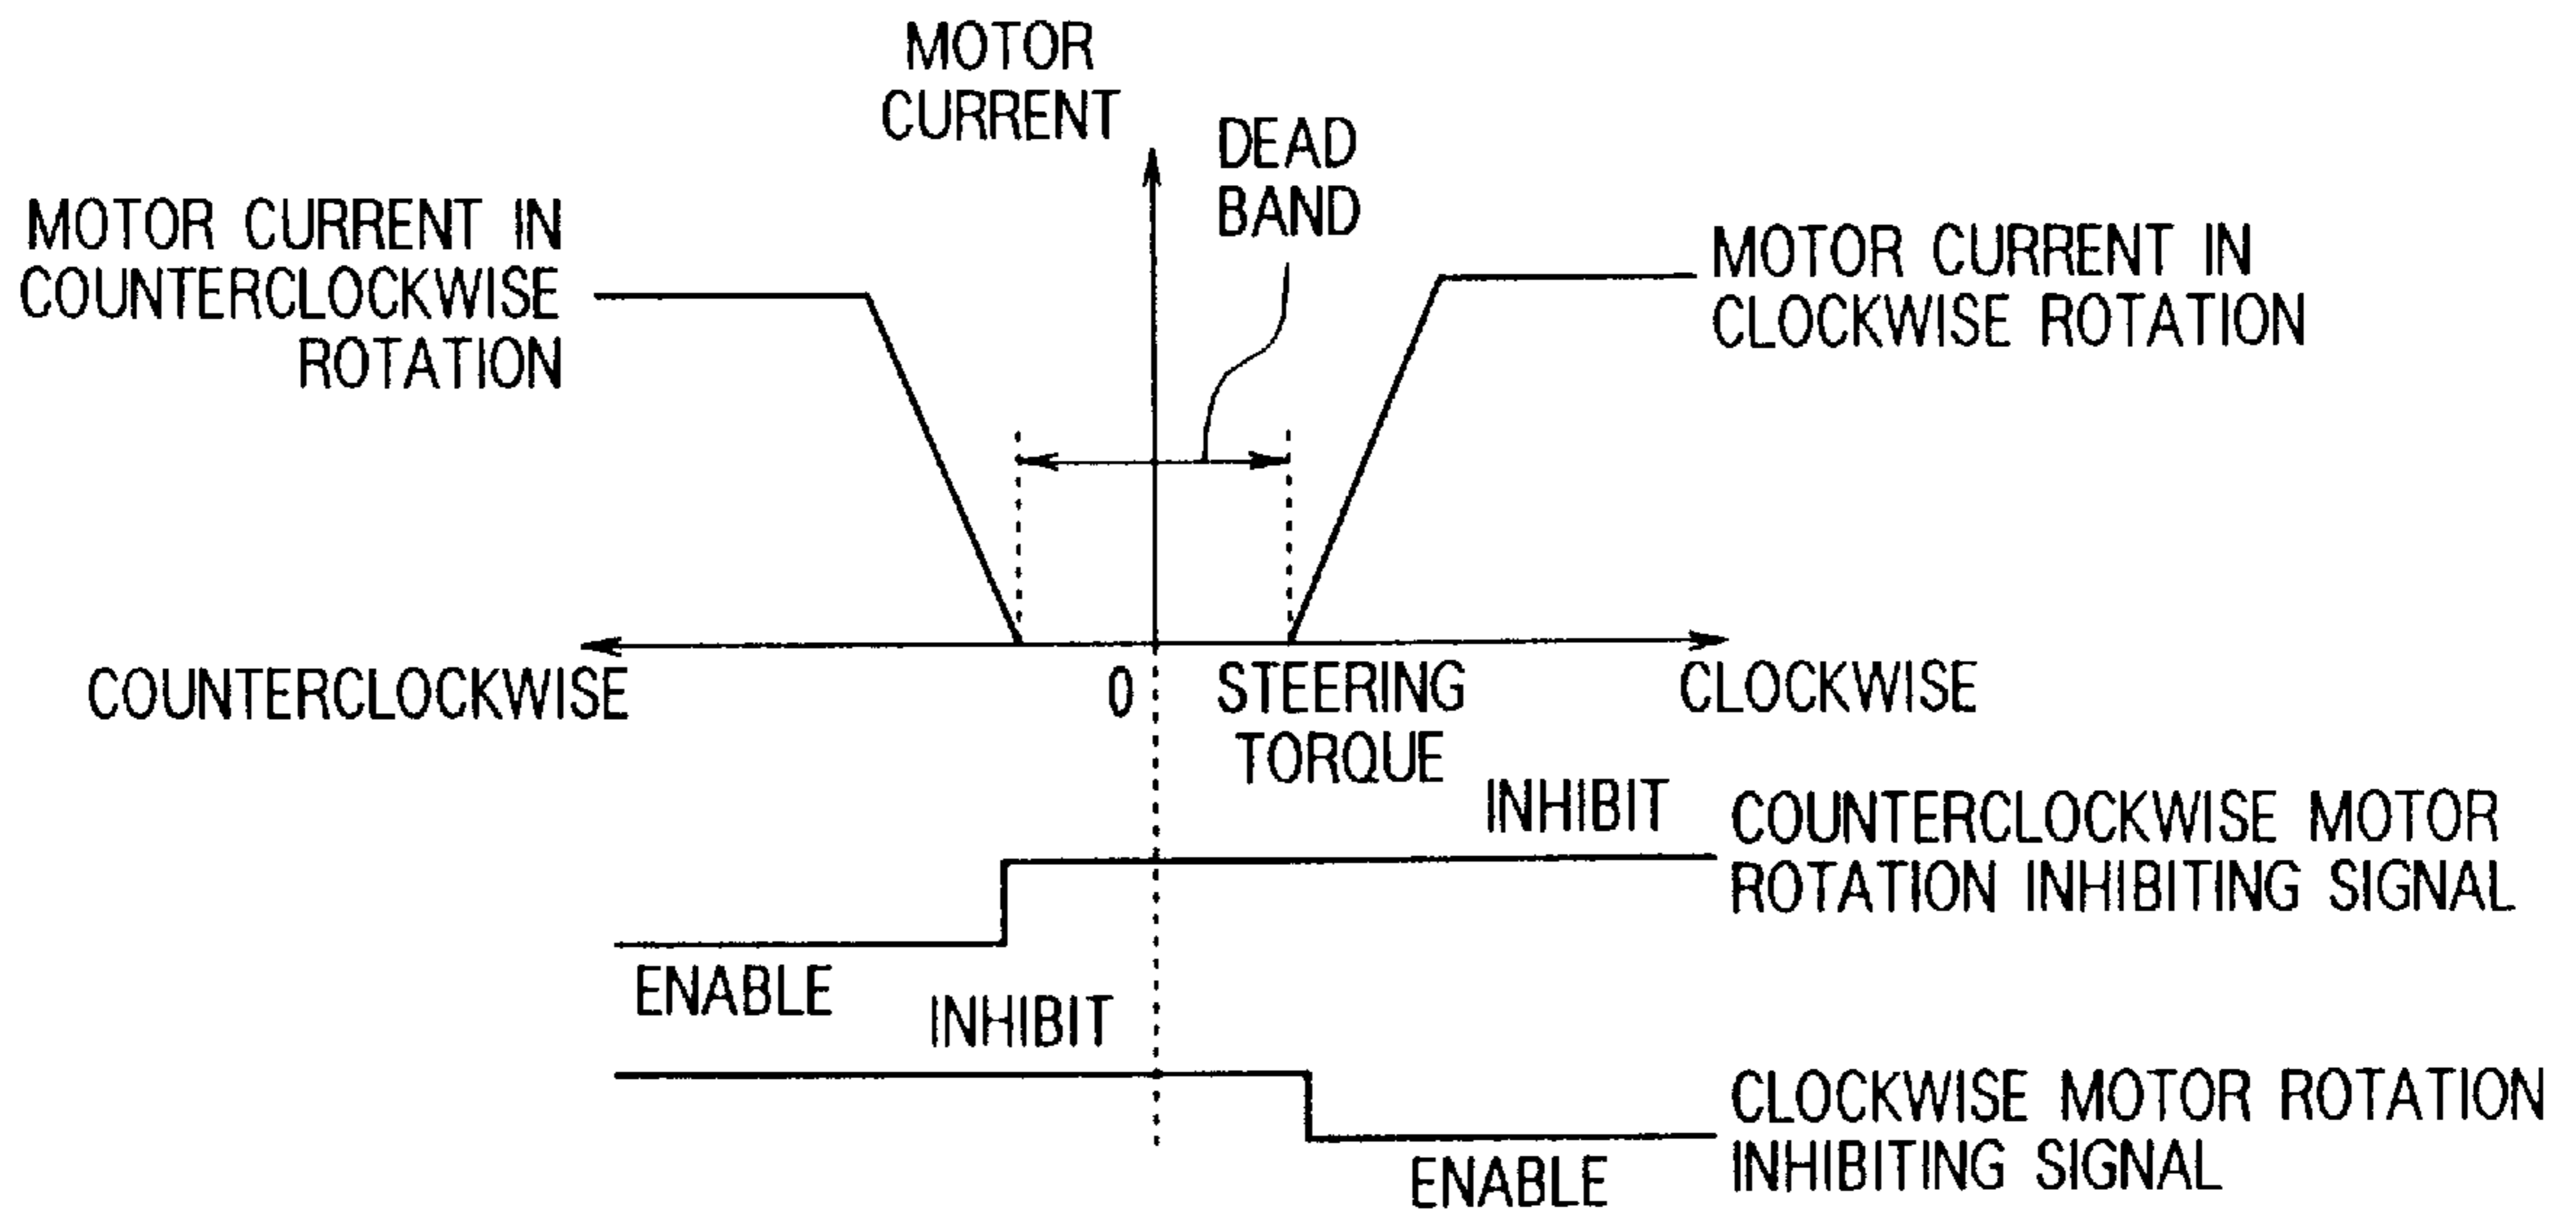 MOTOR
CURRENT
DEAD
BAND
MOTOR CURRENT IN
COUNTERCLOCKWISE
ROTATION
MOTOR CURRENT IN
CLOCKWISE ROTATION
COUNTERCLOCKWISE
0
STEERING
TORQUE
CLOCKWISE
INHIBIT
COUNTERCLOCKWISE MOTOR
ROTATION INHIBITING SIGNAL
ENABLE
INHIBIT
CLOCKWISE MOTOR ROTATION
INHIBITING SIGNAL
ENABLE